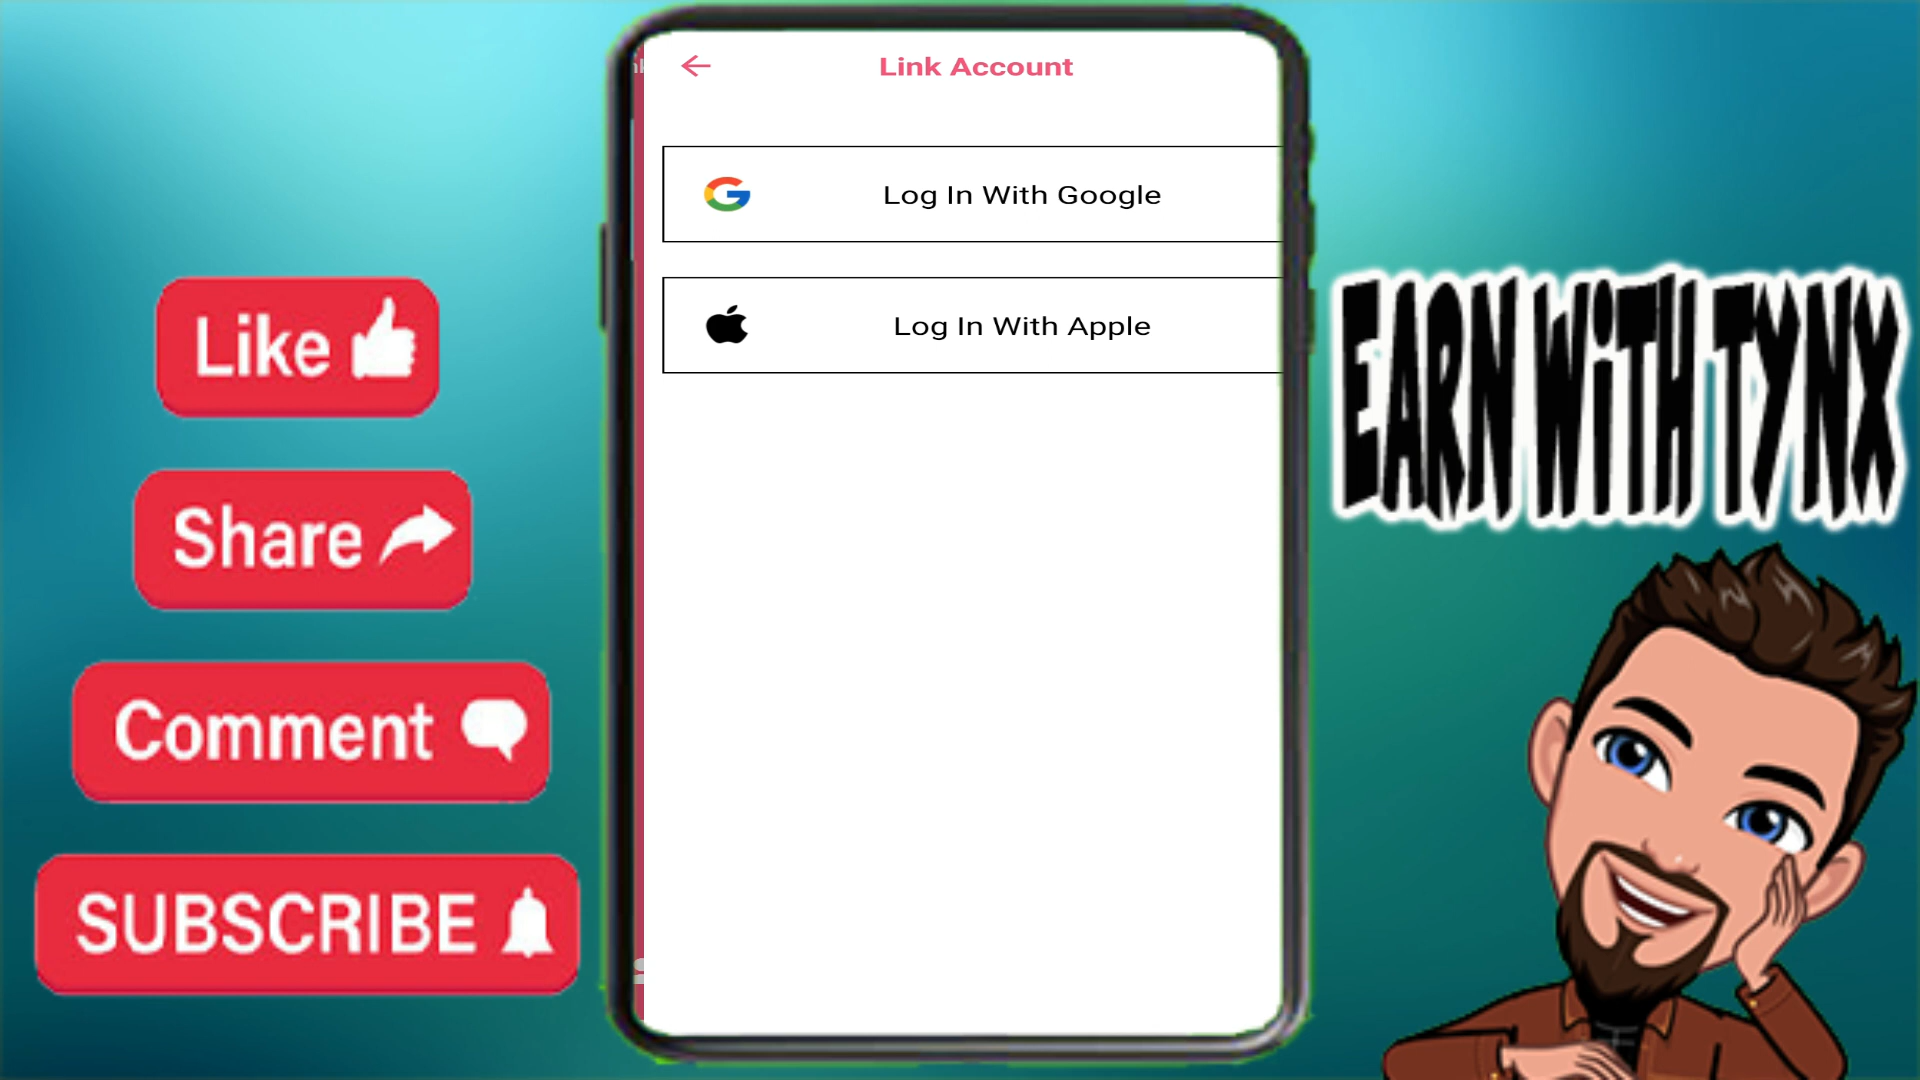 Link Account
Log In With Google
Log In With Apple
Like
Share
Comment
SUBSCRIBE
EARN WiTH TYNX